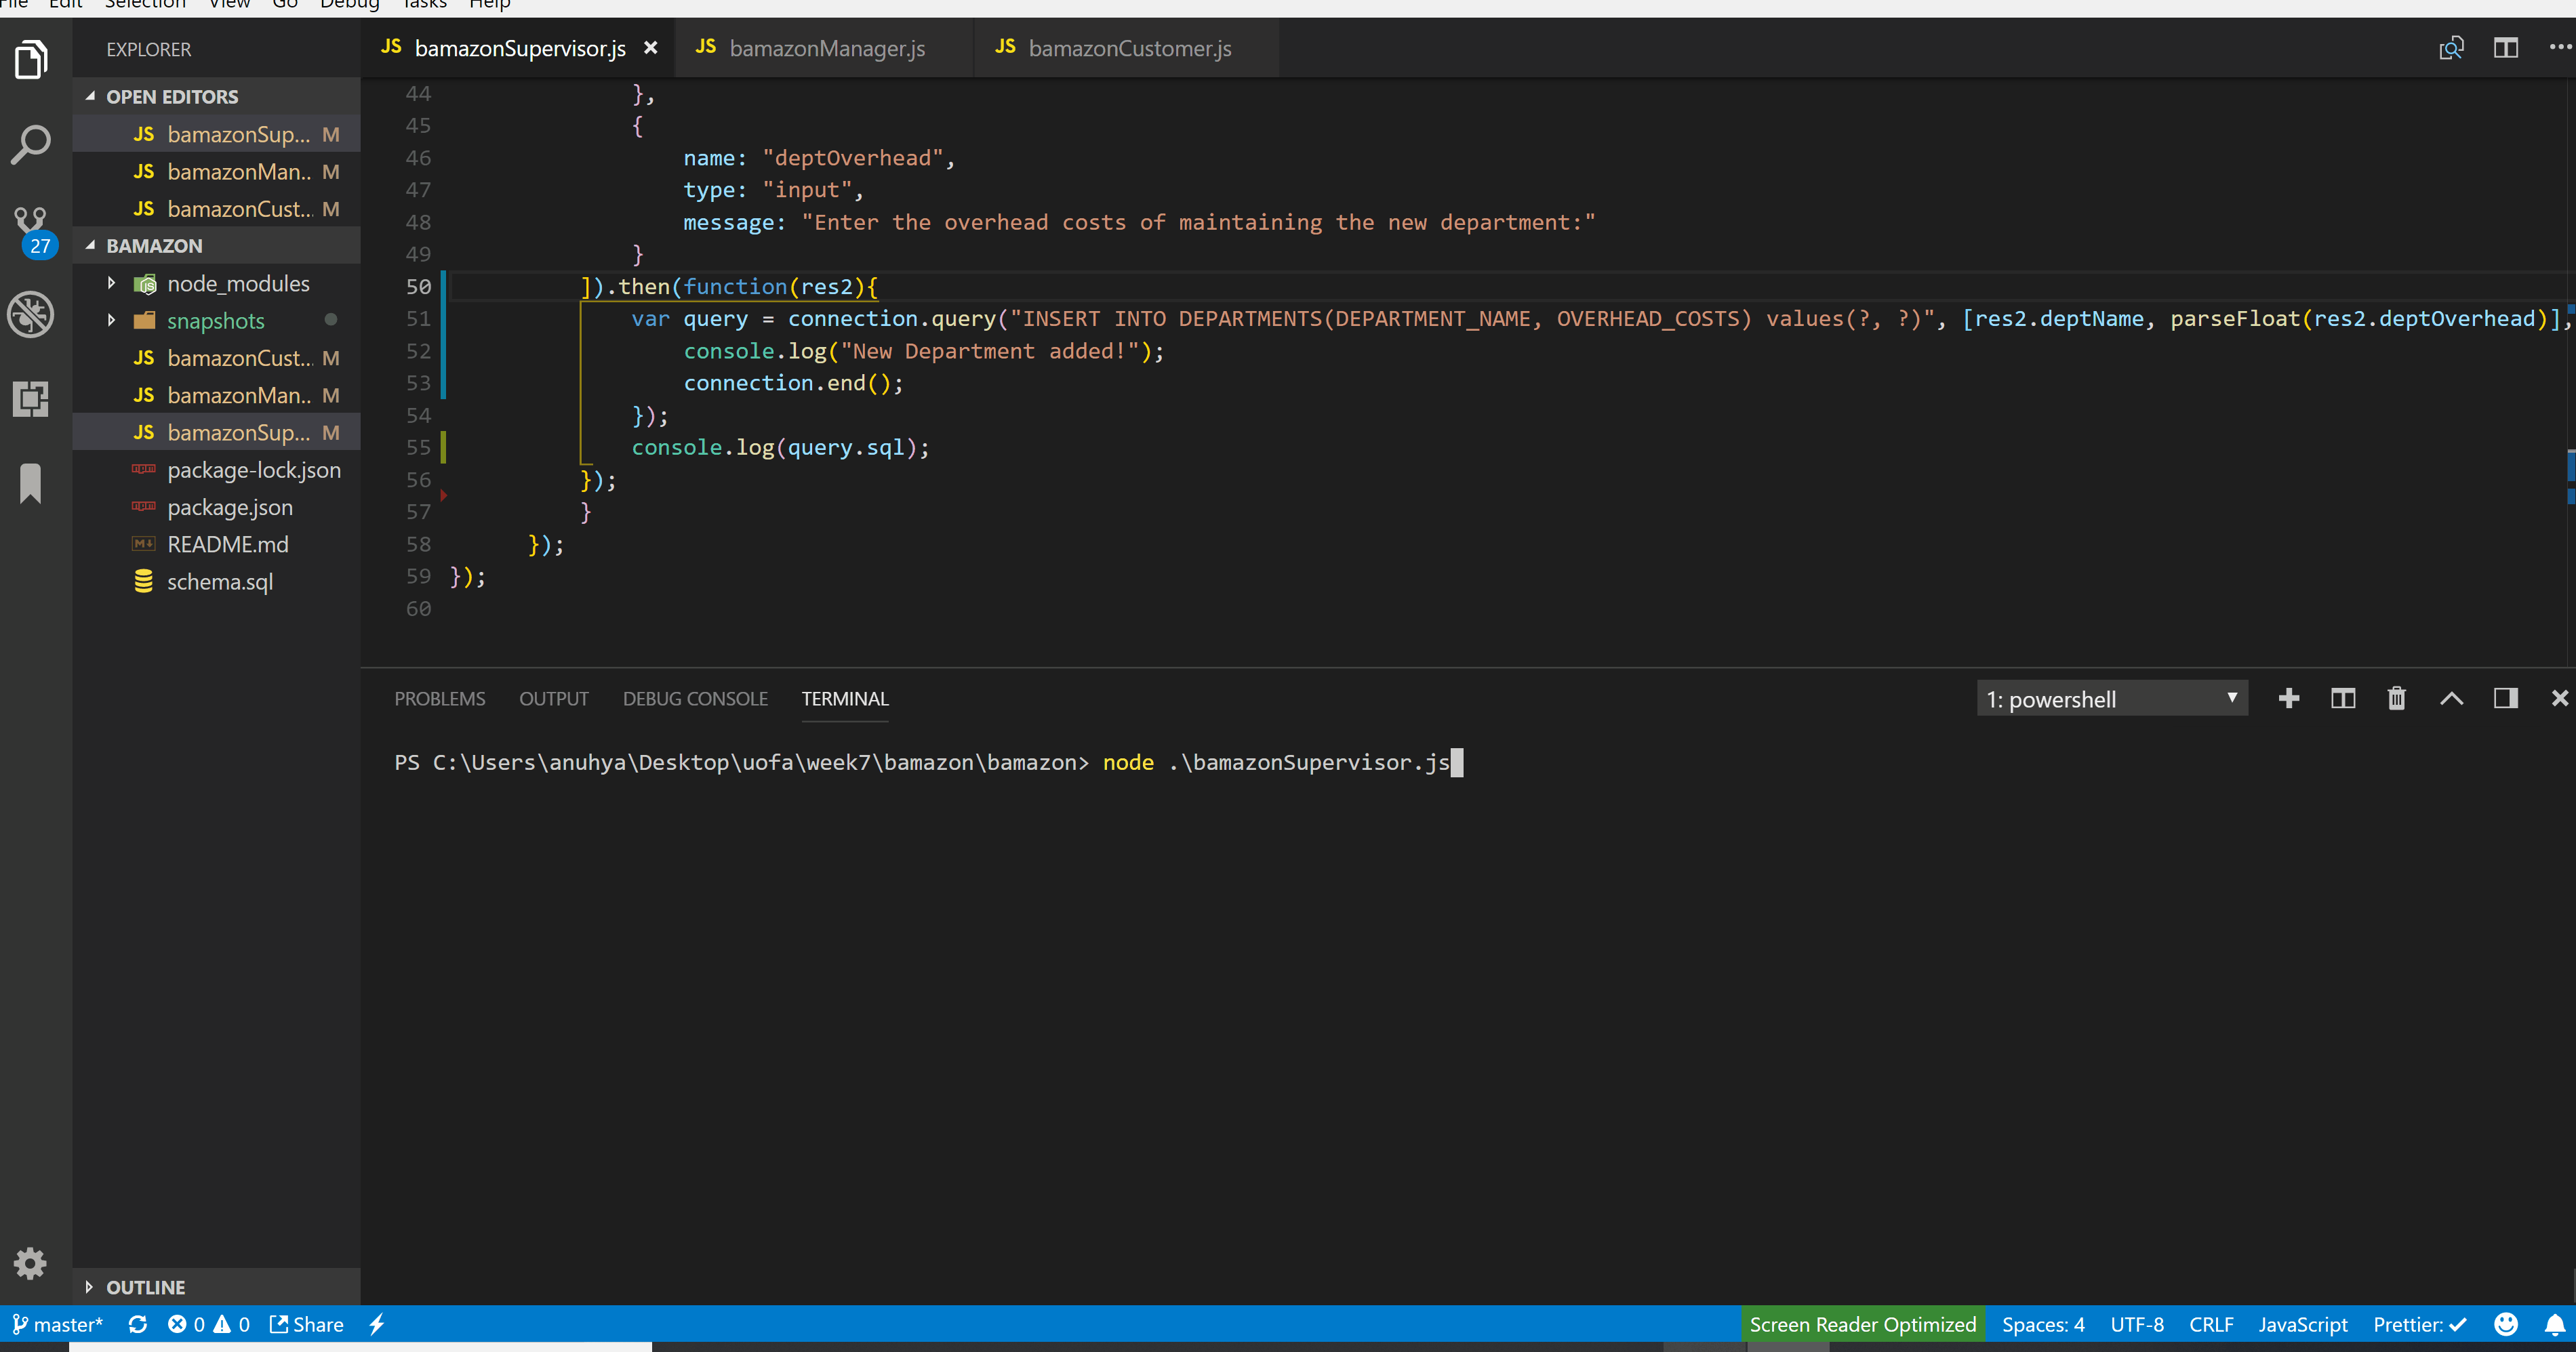 File Edit Selection View Go Debug Tasks Help
EXPLORER
OPEN EDITORS
JS bamazonSup... M
JS bamazonMan.. M
JS bamazonCust.. M
27
BAMAZON
node_modules
snapshots
JS bamazonCust.. M
JS bamazonMan.. M
JS bamazonSup... M
package-lock.json
package.json
README.md
schema.sql
OUTLINE
JS bamazonSupervisor.js × JS bamazonManager.js JS bamazonCustomer.js
44 },
45 {
46 name: "deptOverhead",
47 type: "input",
48 message: "Enter the overhead costs of maintaining the new department:"
49 }
50 ]).then(function(res2){
51 var query = connection.query("INSERT INTO DEPARTMENTS(DEPARTMENT_NAME, OVERHEAD_COSTS) values(?, ?)", [res2.deptName, parseFloat(res2.deptOverhead)],
52 console.log("New Department added!");
53 connection.end();
54 });
55 console.log(query.sql);
56 });
57 }
58 });
59 });
60
PROBLEMS OUTPUT DEBUG CONSOLE TERMINAL 1: powershell
PS C:\Users\anuhya\Desktop\uofa\week7\bamazon\bamazon> node .\bamazonSupervisor.js
master* 0 0 Share Screen Reader Optimized Spaces: 4 UTF-8 CRLF JavaScript Prettier: ✓